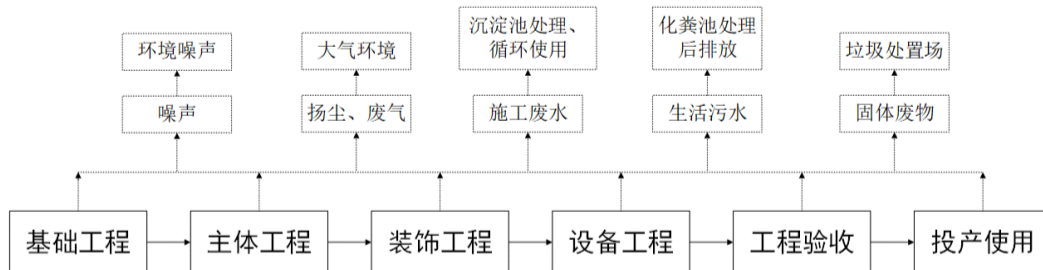 环境噪声
大气环境
沉淀池处理、
循环使用
化粪池处理
后排放
垃圾处置场
噪声
扬尘、废气
施工废水
生活污水
固体废物
基础工程
主体工程
装饰工程
设备工程
工程验收
投产使用